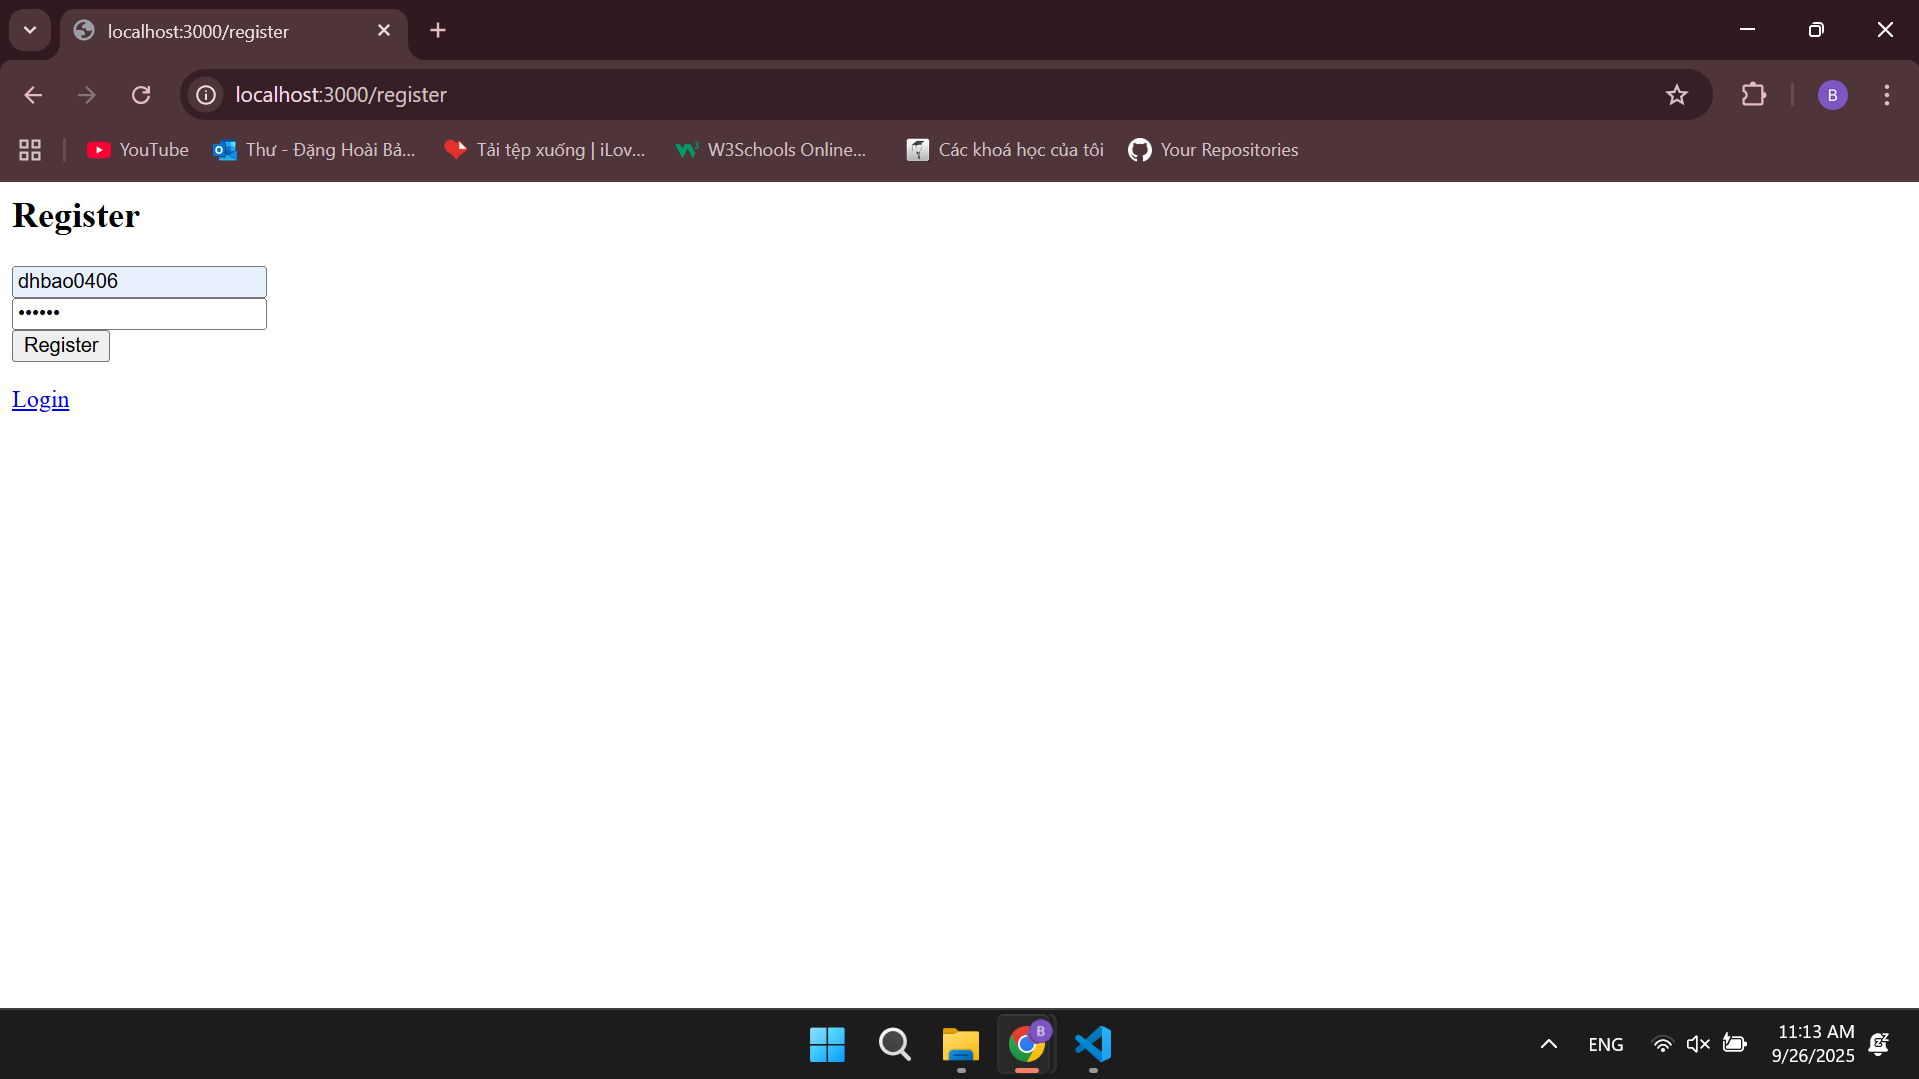 localhost:3000/register
localhost:3000/register
B
YouTube
Thư - Đặng Hoài Bả...
Tải tệp xuống | iLov...
W3Schools Online...
Các khoá học của tôi
Your Repositories
Register
dhbao0406
••••••
Register
Login
B
ENG
11:13 AM
9/26/2025